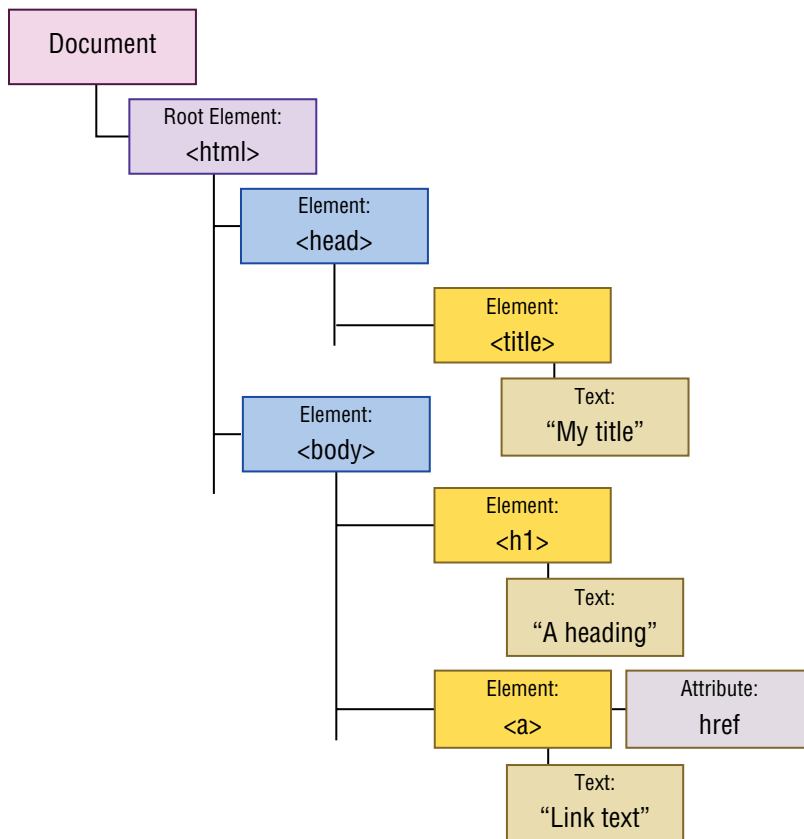 Document
Root Element:
<html>
Element:
<head>
Element:
<title>
Text:
“My title”
Element:
<body>
Element:
<h1>
Text:
“A heading”
Element:
<a>
Attribute:
href
Text:
“Link text”